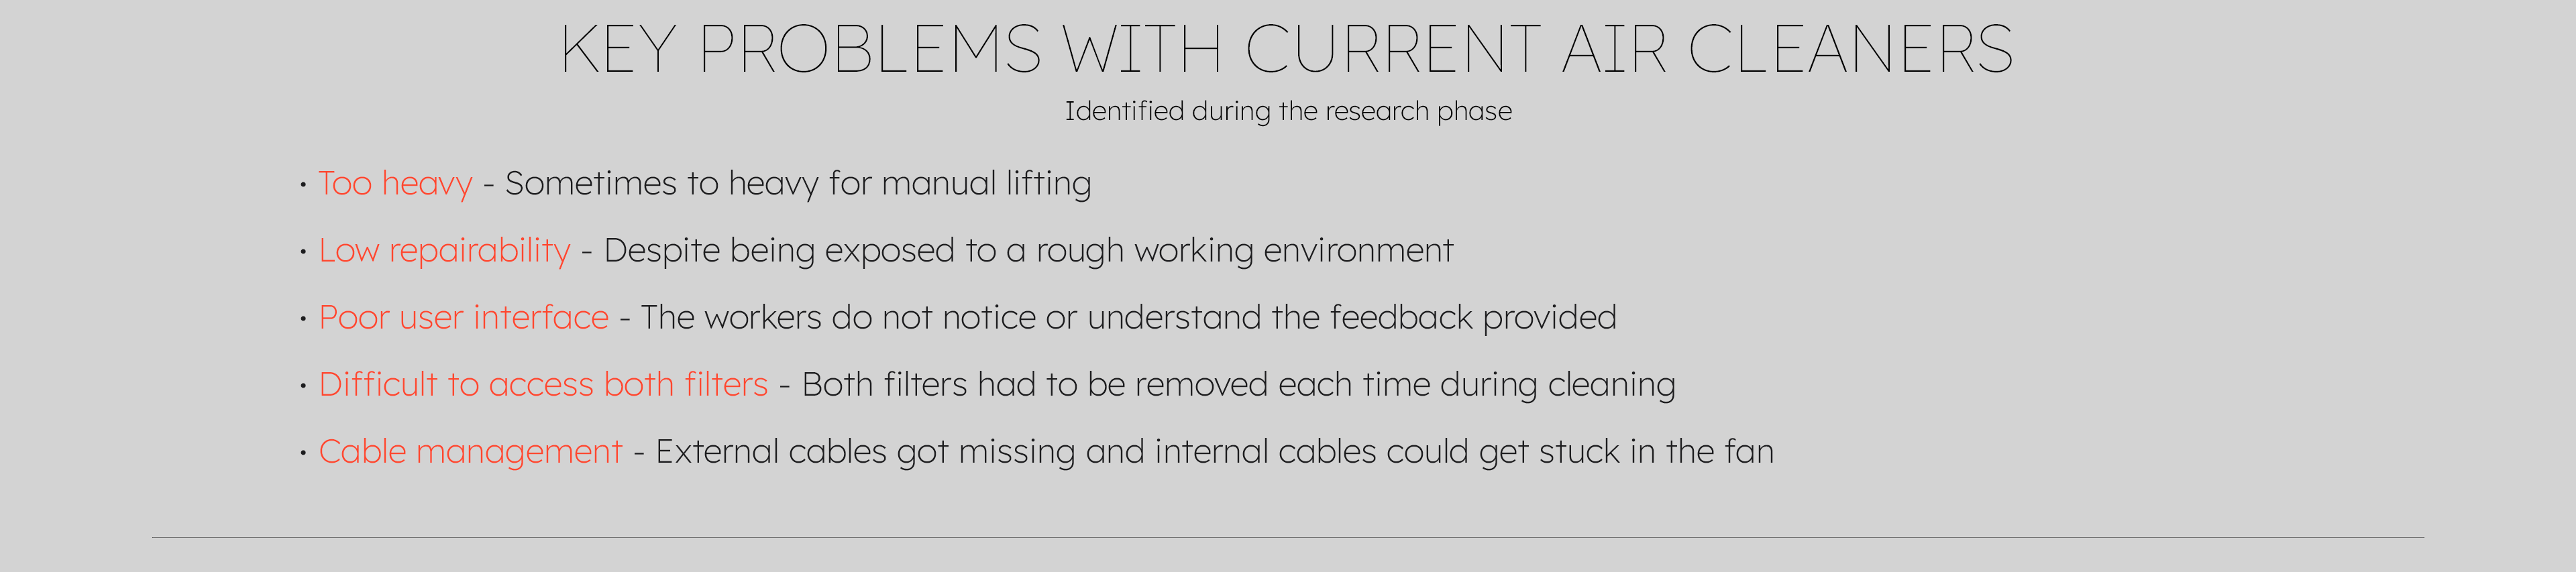 KEY PROBLEMS WITH CURRENT AIR CLEANERS
Identified during the research phase
• Too heavy - Sometimes to heavy for manual lifting
• Low repairability - Despite being exposed to a rough working environment
• Poor user interface - The workers do not notice or understand the feedback provided
• Difficult to access both filters - Both filters had to be removed each time during cleaning
• Cable management - External cables got missing and internal cables could get stuck in the fan